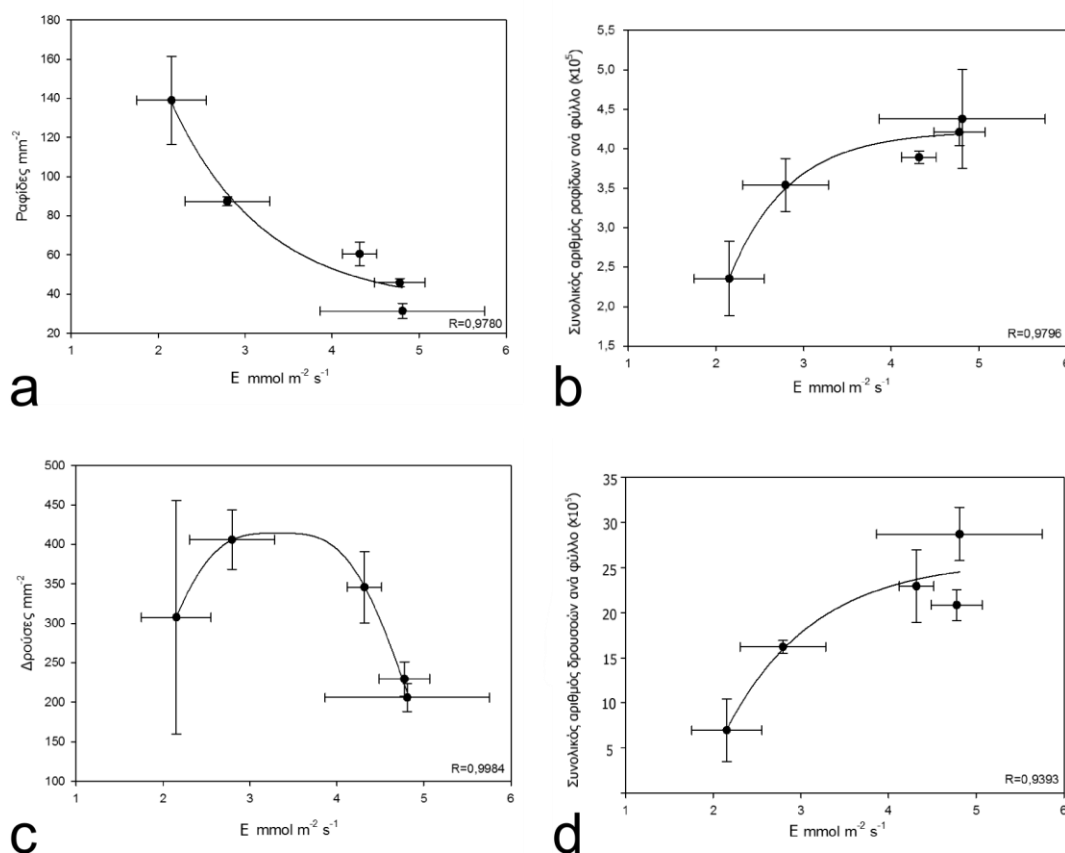 180
160
140
120
100
80
60
40
20
Ραφίδες mm⁻²
1 2 3 4 5 6
E mmol m⁻² s⁻¹
R=0,9780
a
5,5
5,0
4,5
4,0
3,5
3,0
2,5
2,0
1,5
Συνολικός αριθμός ραφίδων ανά φύλλο (x10⁵)
1 2 3 4 5 6
E mmol m⁻² s⁻¹
R=0,9796
b
500
450
400
350
300
250
200
150
100
Δρούσες mm⁻²
1 2 3 4 5 6
E mmol m⁻² s⁻¹
R=0,9984
c
35
30
25
20
15
10
5
Συνολικός αριθμός δρουσών ανά φύλλο (x10⁵)
1 2 3 4 5 6
E mmol m⁻² s⁻¹
R=0,9393
d